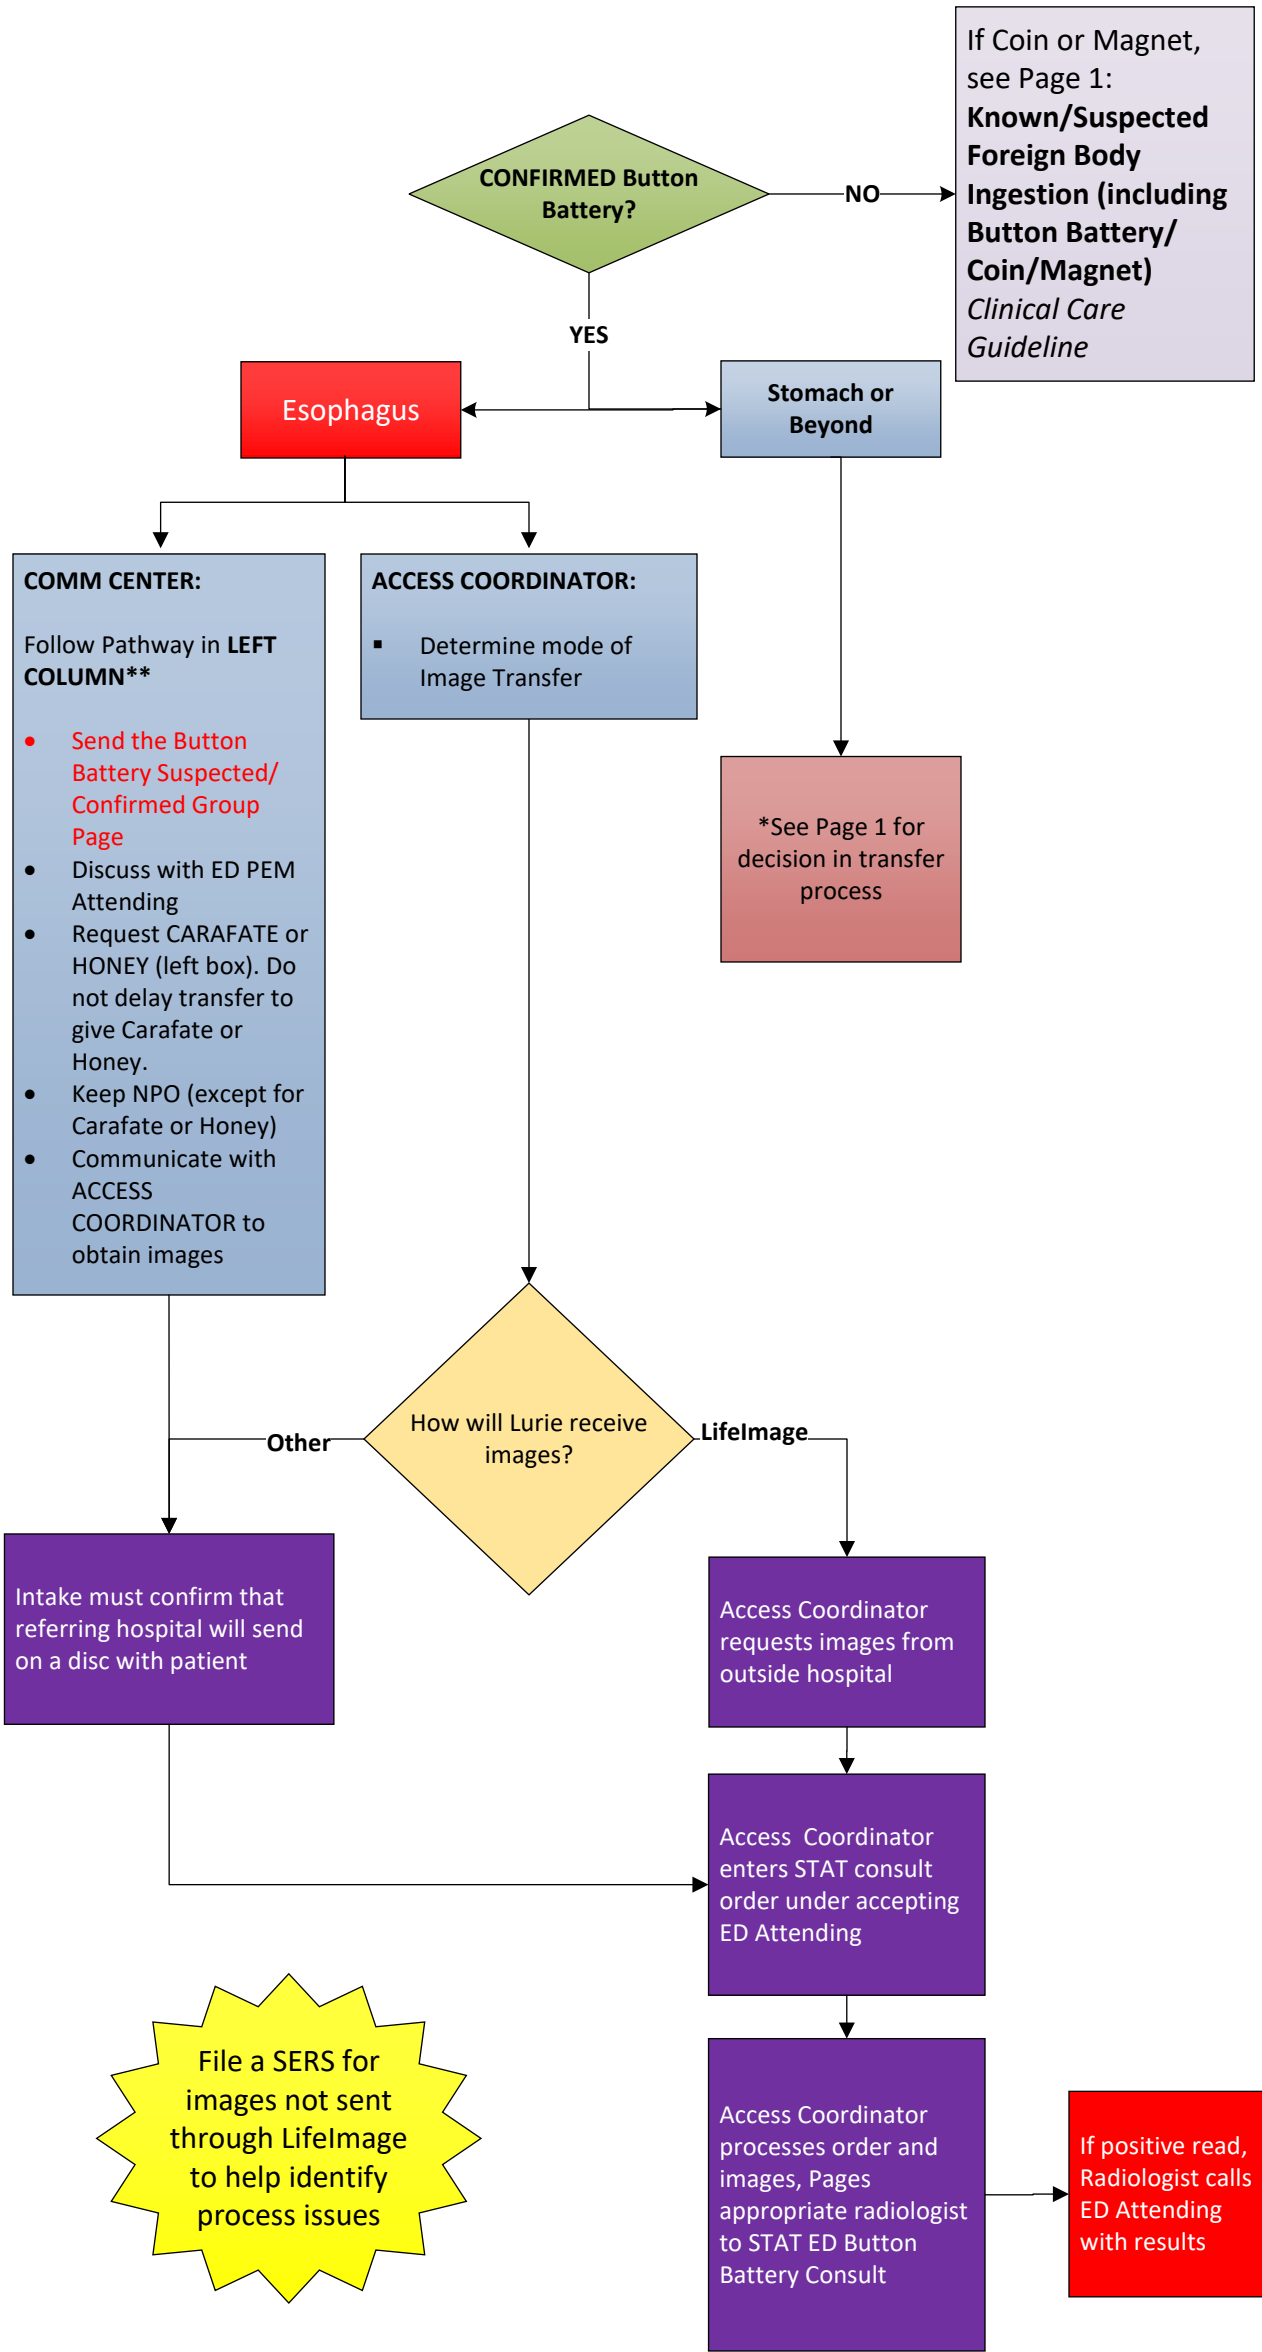 If Coin or Magnet,
see Page 1:
Known/Suspected
Foreign Body
Ingestion (including
Button Battery/
Coin/Magnet)
Clinical Care
Guideline
CONFIRMED Button
Battery?
NO
YES
Esophagus
Stomach or
Beyond
COMM CENTER:
Follow Pathway in LEFT
COLUMN**
• Send the Button
Battery Suspected/
Confirmed Group
Page
• Discuss with ED PEM
Attending
• Request CARAFATE or
HONEY (left box). Do
not delay transfer to
give Carafate or
Honey.
• Keep NPO (except for
Carafate or Honey)
• Communicate with
ACCESS
COORDINATOR to
obtain images
ACCESS COORDINATOR:
▪ Determine mode of
Image Transfer
*See Page 1 for
decision in transfer
process
How will Lurie receive
images?
Other
LifeImage
Intake must confirm that
referring hospital will send
on a disc with patient
Access Coordinator
requests images from
outside hospital
Access  Coordinator
enters STAT consult
order under accepting
ED Attending
File a SERS for
images not sent
through LifeImage
to help identify
process issues
Access Coordinator
processes order and
images, Pages
appropriate radiologist
to STAT ED Button
Battery Consult
If positive read,
Radiologist calls
ED Attending
with results